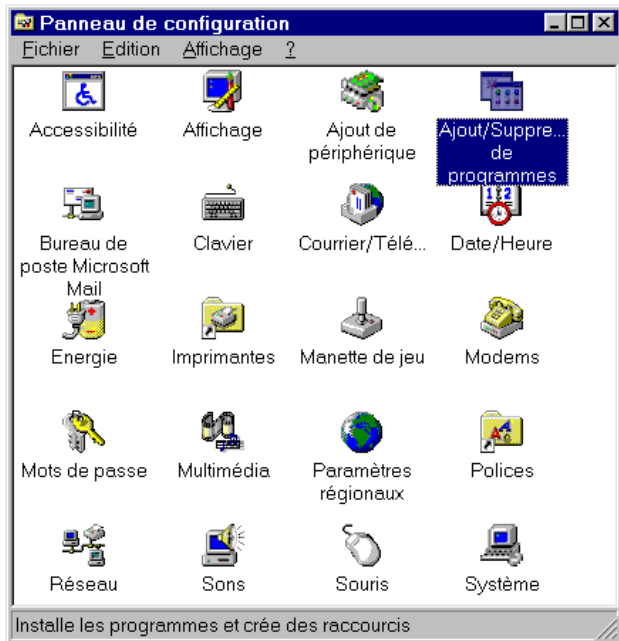 Panneau de configuration
Fichier Edition Affichage ?
Accessibilité
Affichage
Ajout de
périphérique
Ajout/Suppre...
de
programmes
Bureau de
poste Microsoft
Mail
Clavier
Courrier/Télé...
Date/Heure
Energie
Imprimantes
Manette de jeu
Modems
Mots de passe
Multimédia
Paramètres
régionaux
Polices
Réseau
Sons
Souris
Système
Installe les programmes et crée des raccourcis